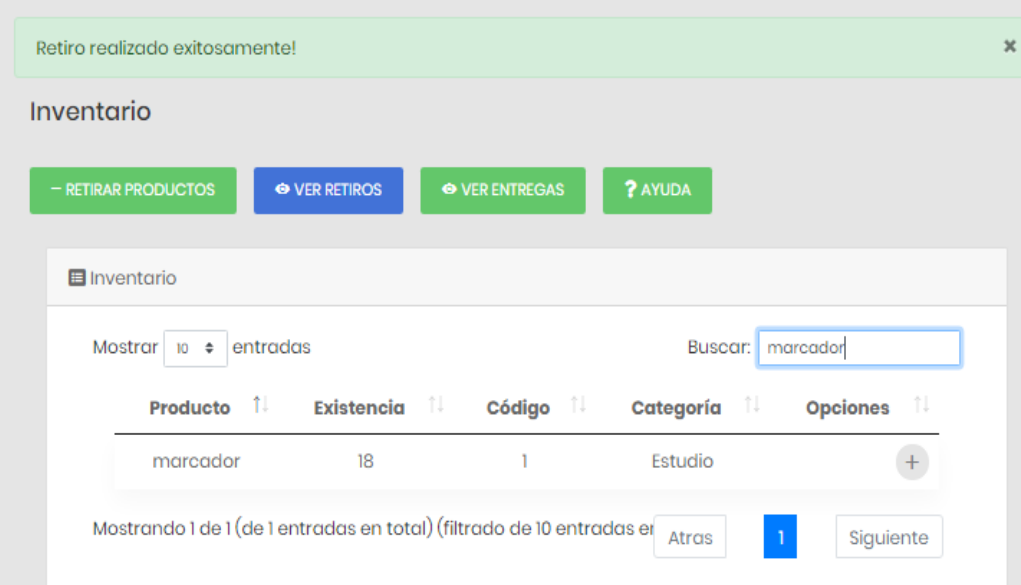 Retiro realizado exitosamente! ×
Inventario
− RETIRAR PRODUCTOS VER RETIROS VER ENTREGAS ? AYUDA
Inventario
Mostrar 10 entradas Buscar: marcador
Producto Existencia Código Categoría Opciones
marcador 18 1 Estudio +
Mostrando 1 de 1 (de 1 entradas en total) (filtrado de 10 entradas Atras 1 Siguiente